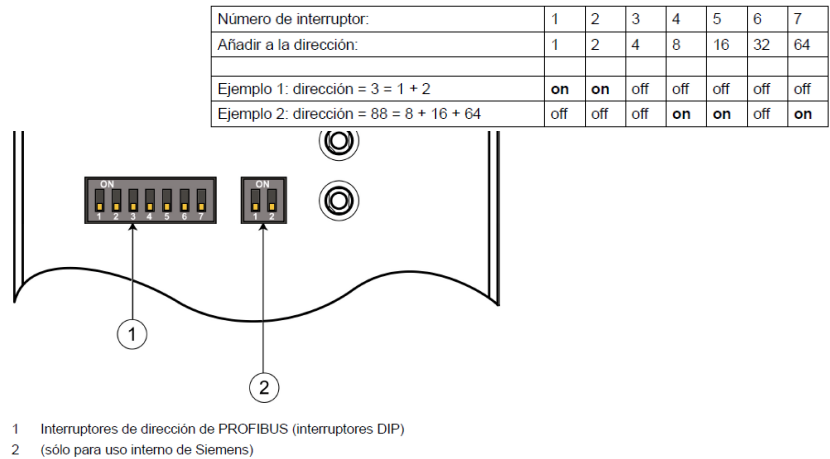 Número de interruptor: 1 2 3 4 5 6 7
Añadir a la dirección: 1 2 4 8 16 32 64
Ejemplo 1: dirección = 3 = 1 + 2 on on off off off off off
Ejemplo 2: dirección = 88 = 8 + 16 + 64 off off off on on off on
ON ON
1 2 3 4 5 6 7 1 2
1
2
1 Interruptores de dirección de PROFIBUS (interruptores DIP)
2 (sólo para uso interno de Siemens)